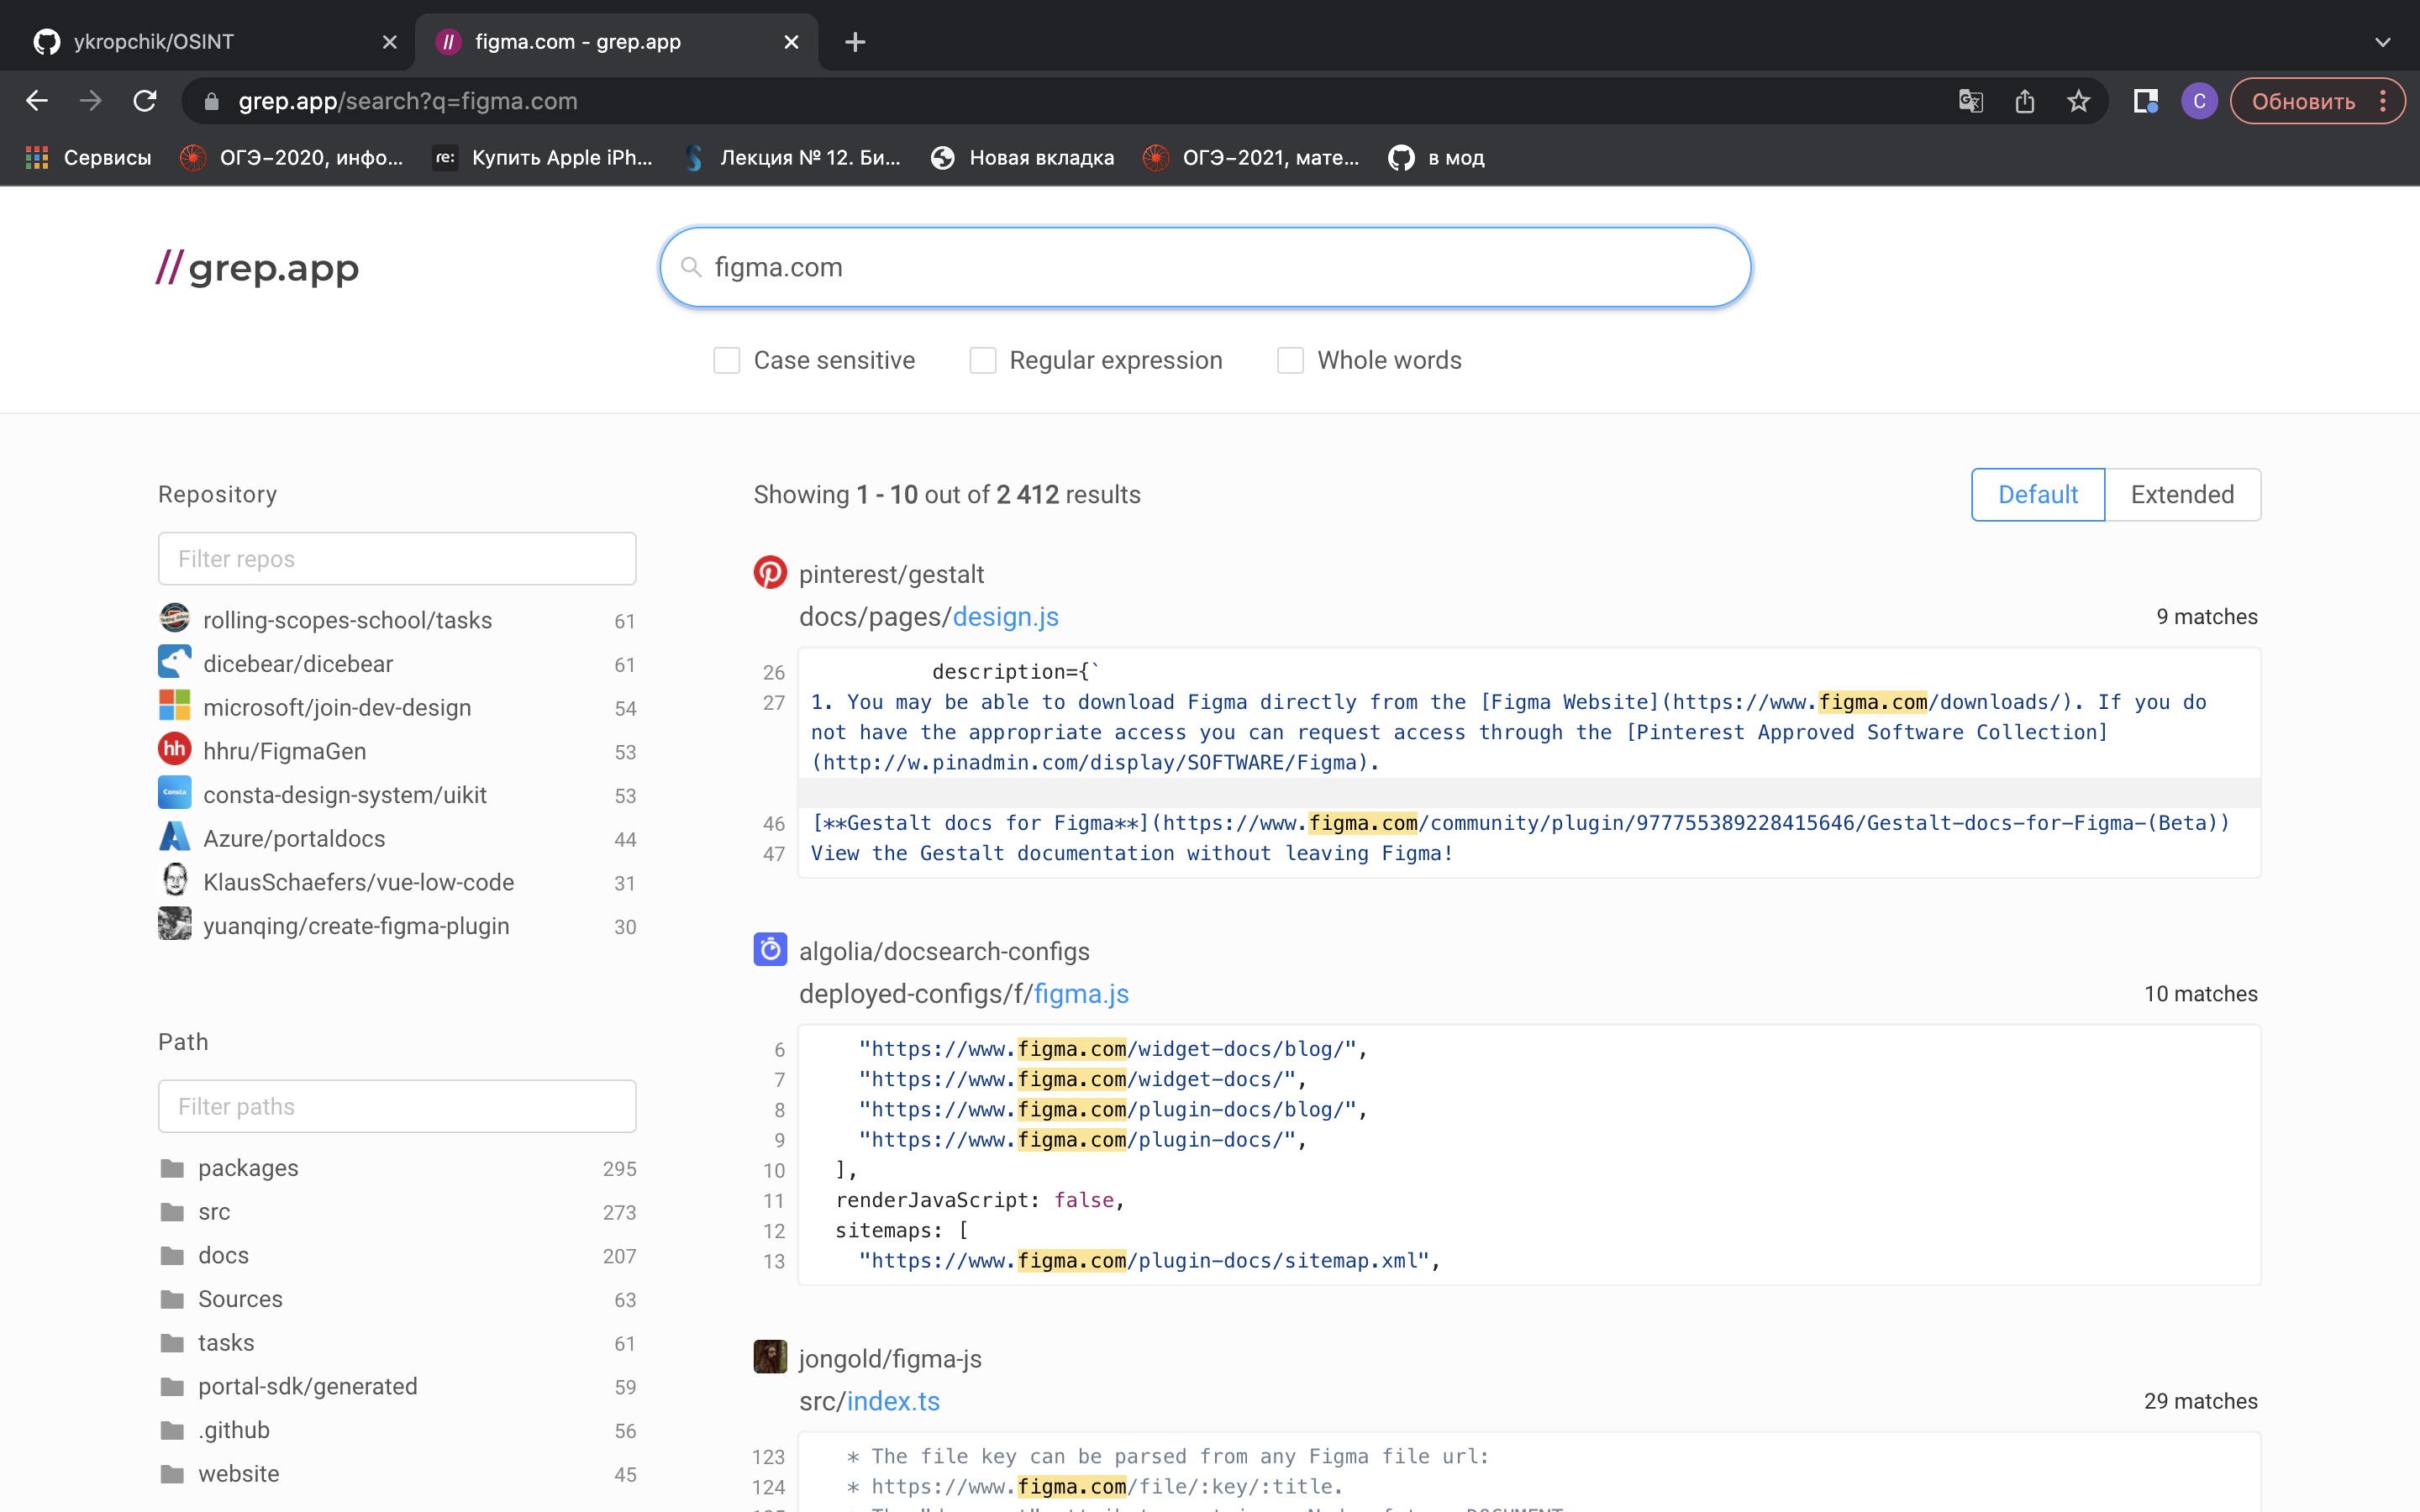 ykropchik/OSINT
figma.com - grep.app
grep.app/search?q=figma.com
C
Обновить
Сервисы
ОГЭ–2020, инфо...
re: Купить Apple iPh...
Лекция № 12. Би...
Новая вкладка
ОГЭ–2021, мате...
в мод
//grep.app
figma.com
Case sensitive
Regular expression
Whole words
Repository
Filter repos
rolling-scopes-school/tasks 61
dicebear/dicebear 61
microsoft/join-dev-design 54
hh hhru/FigmaGen 53
Consta consta-design-system/uikit 53
Azure/portaldocs 44
KlausSchaefers/vue-low-code 31
yuanqing/create-figma-plugin 30
Path
Filter paths
packages 295
src 273
docs 207
Sources 63
tasks 61
portal-sdk/generated 59
.github 56
website 45
Showing 1 - 10 out of 2 412 results
Default
Extended
pinterest/gestalt
docs/pages/design.js 9 matches
26 description={`
27 1. You may be able to download Figma directly from the [Figma Website](https://www.figma.com/downloads/). If you do
not have the appropriate access you can request access through the [Pinterest Approved Software Collection]
(http://w.pinadmin.com/display/SOFTWARE/Figma).
46 [**Gestalt docs for Figma**](https://www.figma.com/community/plugin/977755389228415646/Gestalt-docs-for-Figma-(Beta))
47 View the Gestalt documentation without leaving Figma!
algolia/docsearch-configs
deployed-configs/f/figma.js 10 matches
6 "https://www.figma.com/widget-docs/blog/",
7 "https://www.figma.com/widget-docs/",
8 "https://www.figma.com/plugin-docs/blog/",
9 "https://www.figma.com/plugin-docs/",
10 ],
11 renderJavaScript: false,
12 sitemaps: [
13 "https://www.figma.com/plugin-docs/sitemap.xml",
jongold/figma-js
src/index.ts 29 matches
123 * The file key can be parsed from any Figma file url:
124 * https://www.figma.com/file/:key/:title.